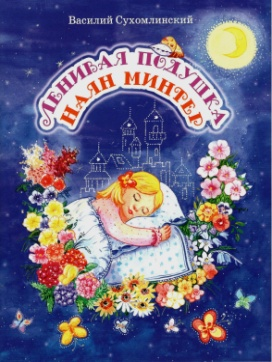 Василий Сухомлинский
ЛЕНИВАЯ ПОДУШКА
НАЯН МИНТЕР